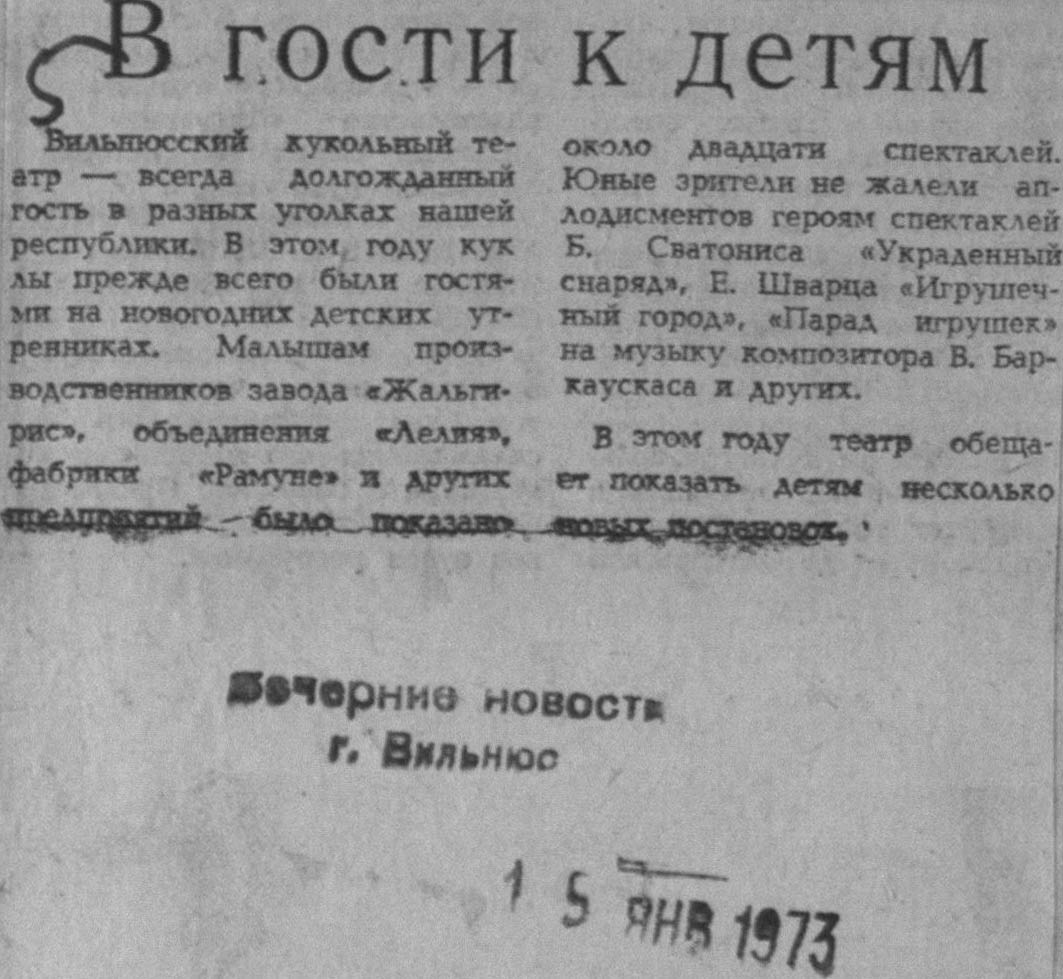 В гости к детям
Вильнюсский кукольный те-
атр — всегда долгожданный
гость в разных уголках нашей
республики. В этом году кук
лы прежде всего были гостя-
ми на новогодних детских ут-
ренниках. Малышам произ-
водственников завода «Жальги-
рис», объединения «Лелия»,
фабрики «Рамуне» и других
предприятий было показано
около двадцати спектаклей.
Юные зрители не жалели ап-
лодисментов героям спектаклей
Б. Сватониса «Украденный
снаряд», Е. Шварца «Игрушеч-
ный город», «Парад игрушек»
на музыку композитора В. Бар-
каускаса и других.
В этом году театр обеща-
ет показать детям несколько
новых постановок.
Вечерние новости
г. Вильнюс
15 ЯНВ 1973